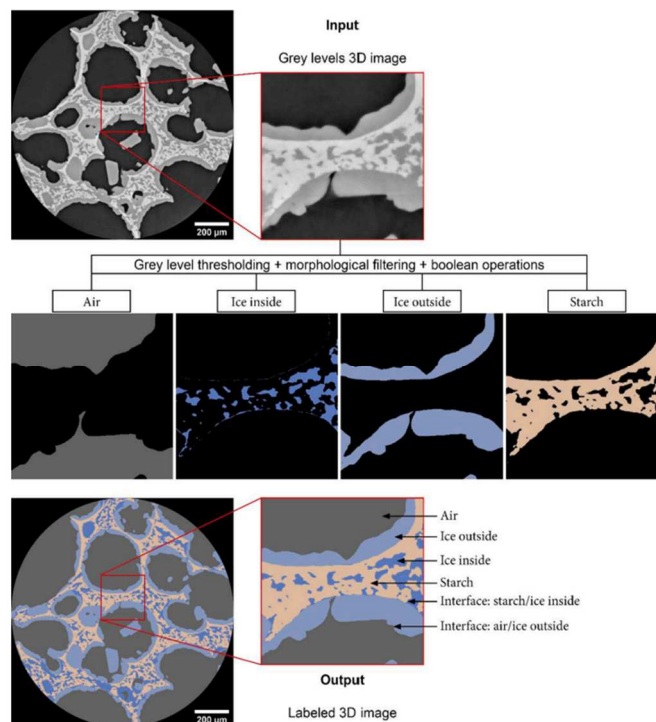 Input
Grey levels 3D image
200 µm
Grey level thresholding + morphological filtering + boolean operations
Air
Ice inside
Ice outside
Starch
Air
Ice outside
Ice inside
Starch
Interface: starch/ice inside
Interface: air/ice outside
200 µm
Output
Labeled 3D image